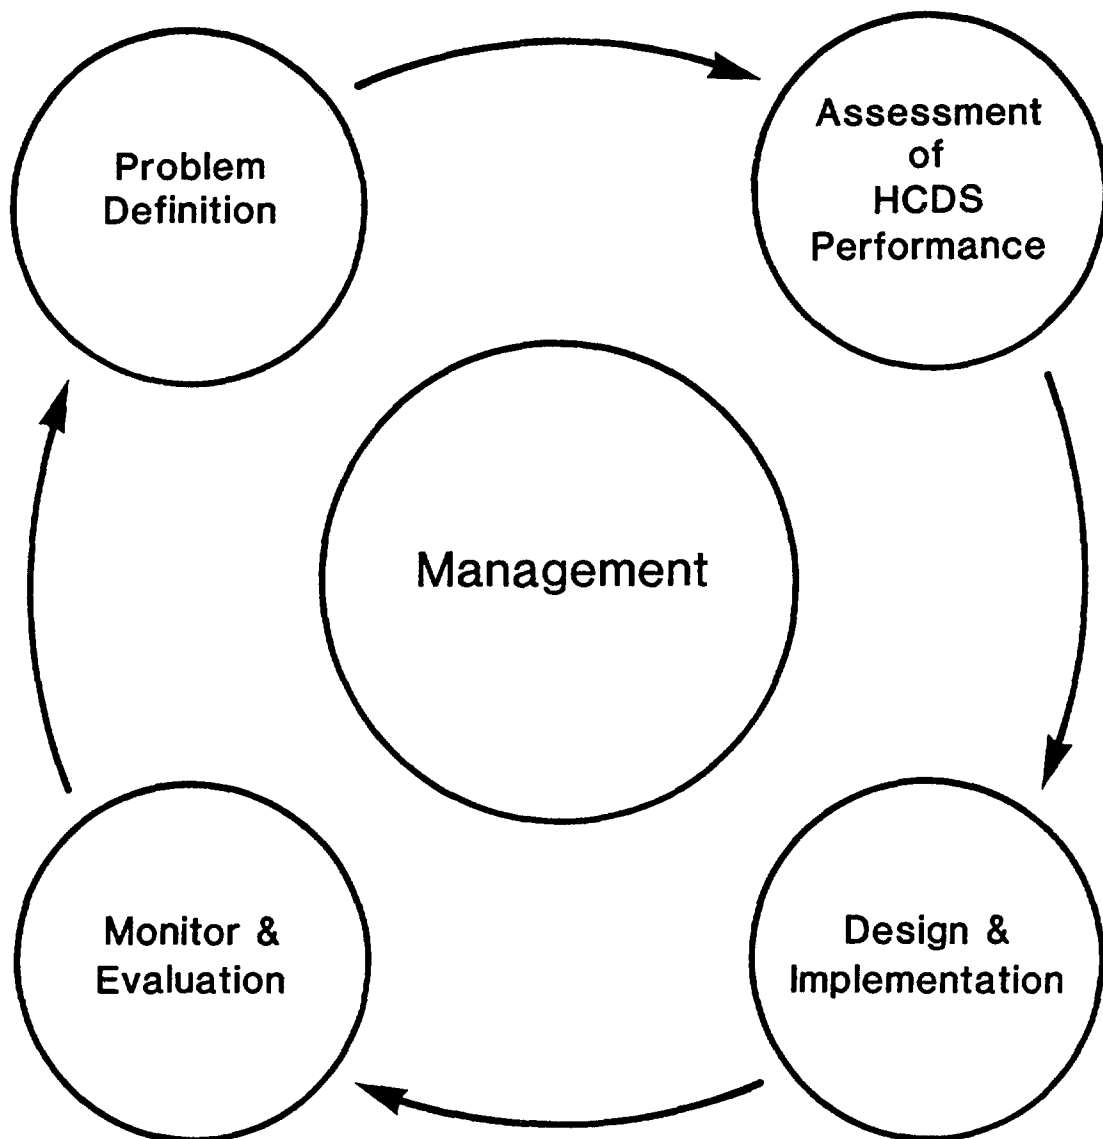 Problem
Definition
Assessment
of
HCDS
Performance
Management
Monitor &
Evaluation
Design &
Implementation